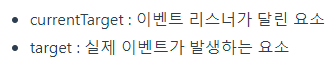 • currentTarget : 이벤트 리스너가 달린 요소
• target : 실제 이벤트가 발생하는 요소